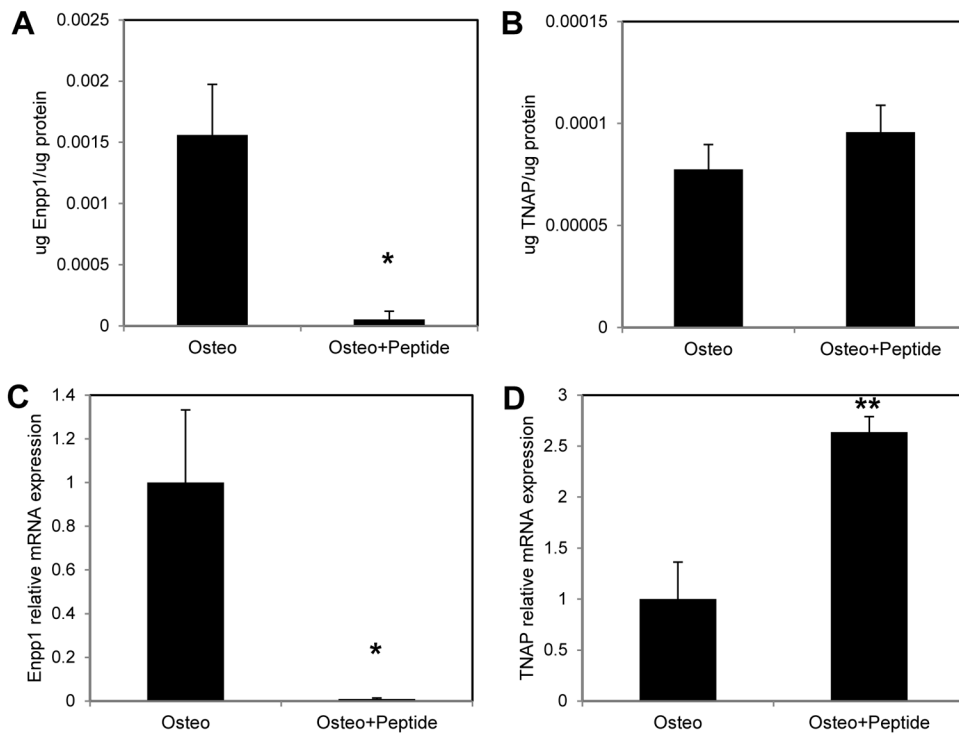 A
ug Enpp1/ug protein
0.0025
0.002
0.0015
0.001
0.0005
0
*
Osteo
Osteo+Peptide
B
ug TNAP/ug protein
0.00015
0.0001
0.00005
0
Osteo
Osteo+Peptide
C
Enpp1 relative mRNA expression
1.4
1.2
1
0.8
0.6
0.4
0.2
0
*
Osteo
Osteo+Peptide
D
TNAP relative mRNA expression
3
2.5
2
1.5
1
0.5
0
**
Osteo
Osteo+Peptide